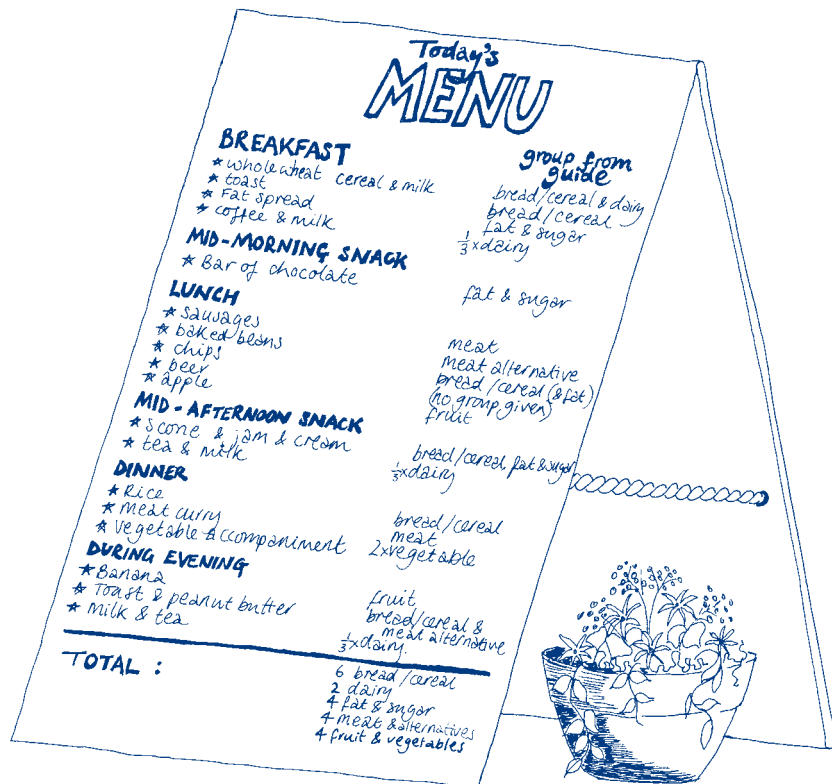 Today's
MENU
group from
guide
BREAKFAST
★ wholewheat cereal & milk bread/cereal & dairy
★ toast bread/cereal
★ Fat spread fat & sugar
★ coffee & milk 1/3 x dairy
MID-MORNING SNACK
★ Bar of chocolate fat & sugar
LUNCH
★ sausages meat
★ baked beans meat alternative
★ chips bread/cereal (& fat)
★ beer (no group given)
★ apple fruit
MID-AFTERNOON SNACK
★ scone & jam & cream bread/cereal, fat & sugar
★ tea & milk 1/3 x dairy
DINNER
★ Rice bread/cereal
★ meat curry meat
★ vegetable accompaniment 2x vegetable
DURING EVENING
★ Banana fruit
★ Toast & peanut butter bread/cereal &
meat alternative
★ Milk & tea 1/3 x dairy.
TOTAL :
6 bread/cereal
2 dairy
4 fat & sugar
4 meat & alternatives
4 fruit & vegetables